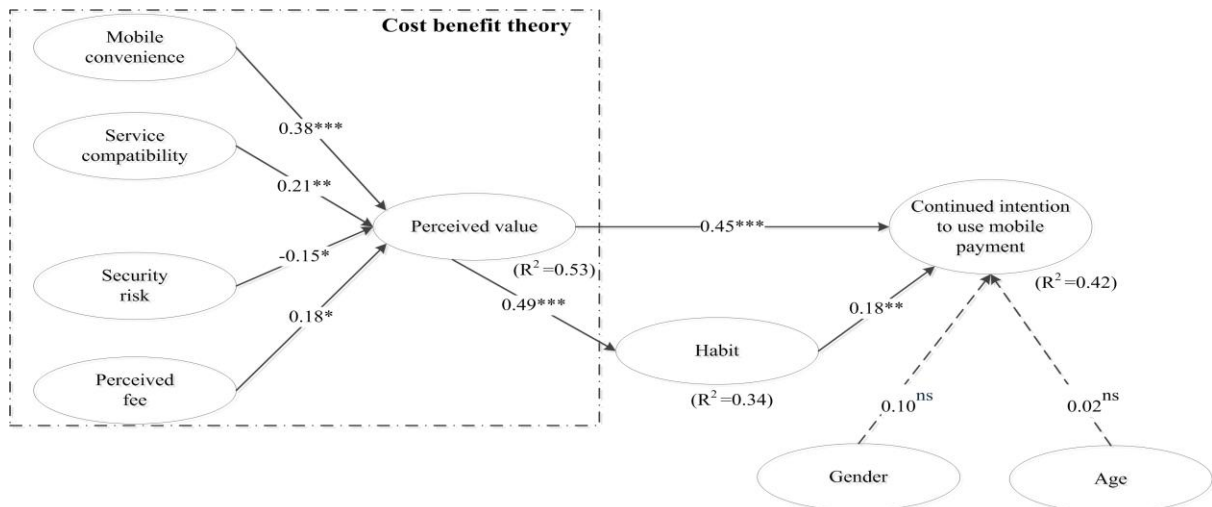 Cost benefit theory
Mobile
convenience
0.38***
Service
compatibility
0.21**
Perceived value
(R²=0.53)
0.45***
Continued intention
to use mobile
payment
(R²=0.42)
Security
risk
-0.15*
0.49***
0.18*
0.18**
Habit
(R²=0.34)
Perceived
fee
0.10ns
0.02ns
Gender
Age